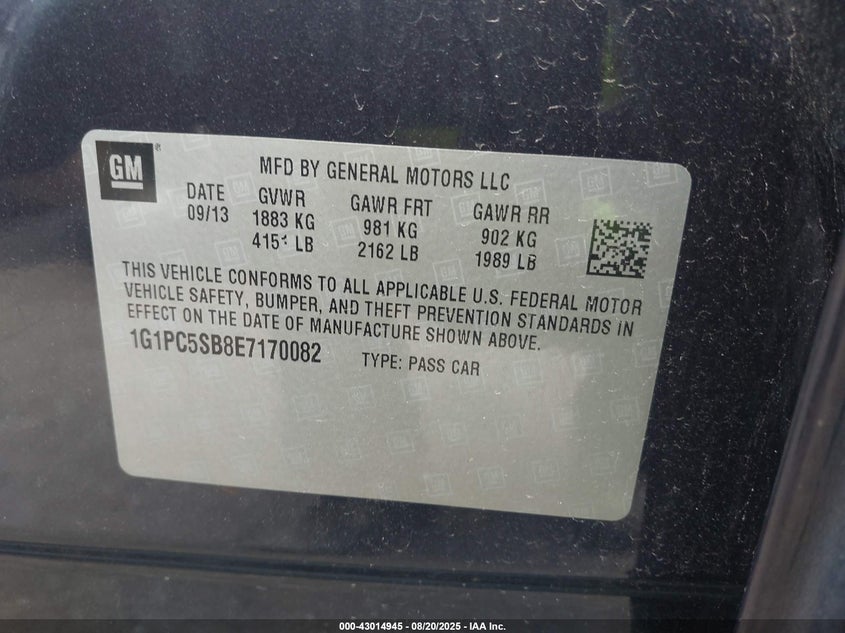 GM
MFD BY GENERAL MOTORS LLC
DATE GVWR GAWR FRT GAWR RR
09/13 1883 KG 981 KG 902 KG
4151 LB 2162 LB 1989 LB
THIS VEHICLE CONFORMS TO ALL APPLICABLE U.S. FEDERAL MOTOR
VEHICLE SAFETY, BUMPER, AND THEFT PREVENTION STANDARDS IN
EFFECT ON THE DATE OF MANUFACTURE SHOWN ABOVE.
1G1PC5SB8E7170082 TYPE: PASS CAR
000-43014945 - 08/20/2025 - IAA Inc.